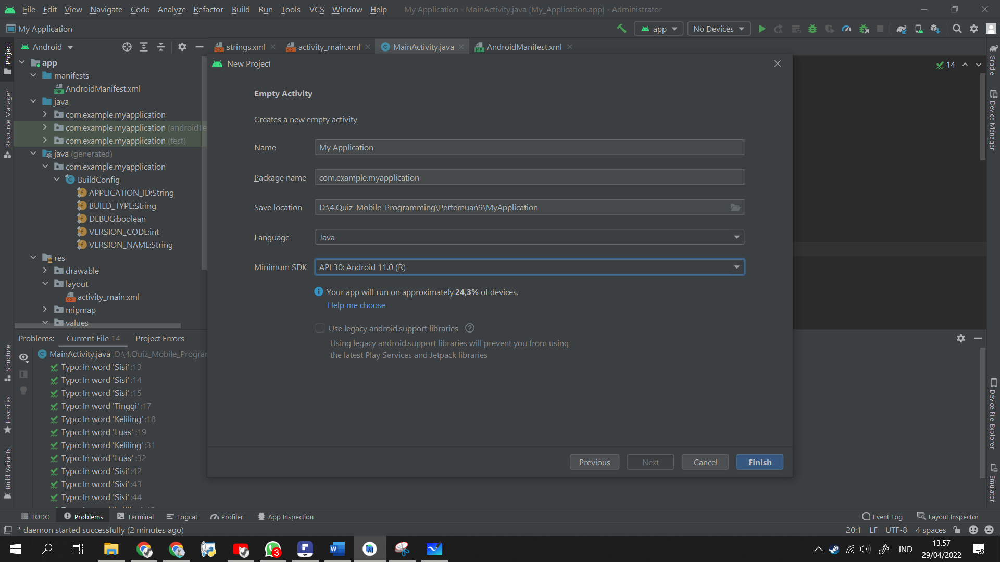 File Edit View Navigate Code Analyze Refactor Build Run Tools VCS Window Help My Application - MainActivity.java [My_Application.app] - Administrator
My Application
app
No Devices
Android
strings.xml
activity_main.xml
MainActivity.java
AndroidManifest.xml
Project
Resource Manager
Structure
Favorites
Build Variants
app
manifests
AndroidManifest.xml
java
com.example.myapplication
com.example.myapplication (androidTe
com.example.myapplication (test)
java (generated)
com.example.myapplication
BuildConfig
APPLICATION_ID:String
BUILD_TYPE:String
DEBUG:boolean
VERSION_CODE:int
VERSION_NAME:String
res
drawable
layout
activity_main.xml
mipmap
values
New Project
Empty Activity
Creates a new empty activity
Name My Application
Package name com.example.myapplication
Save location D:\4.Quiz_Mobile_Programming\Pertemuan9\MyApplication
Language Java
Minimum SDK API 30: Android 11.0 (R)
Your app will run on approximately 24,3% of devices.
Help me choose
Use legacy android.support libraries
Using legacy android.support libraries will prevent you from using
the latest Play Services and Jetpack libraries
Previous Next Cancel Finish
14
Gradle
Device Manager
Device File Explorer
Emulator
Problems: Current File 14 Project Errors
MainActivity.java D:\4.Quiz_Mobile_Progra
Typo: In word 'Sisi' :13
Typo: In word 'Sisi' :14
Typo: In word 'Sisi' :15
Typo: In word 'Tinggi' :17
Typo: In word 'Keliling' :18
Typo: In word 'Luas' :19
Typo: In word 'Keliling' :31
Typo: In word 'Luas' :32
Typo: In word 'Sisi' :42
Typo: In word 'Sisi' :43
Typo: In word 'Sisi' :44
TODO Problems Terminal Logcat Profiler App Inspection Event Log Layout Inspector
* daemon started successfully (2 minutes ago) 20:1 LF UTF-8 4 spaces
3
IND
13.57
29/04/2022